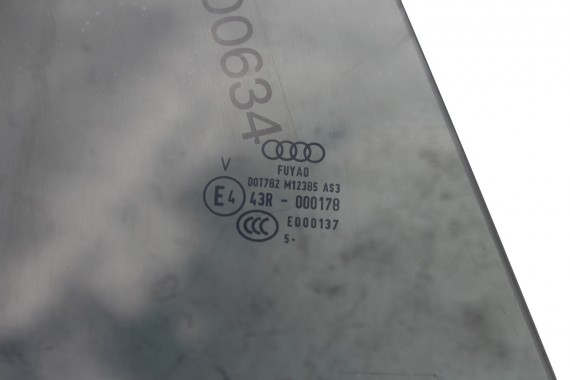 00634
V
FUYAO
DOT782 M12385 AS3
E4 43R - 000178
CCC E000137
5.